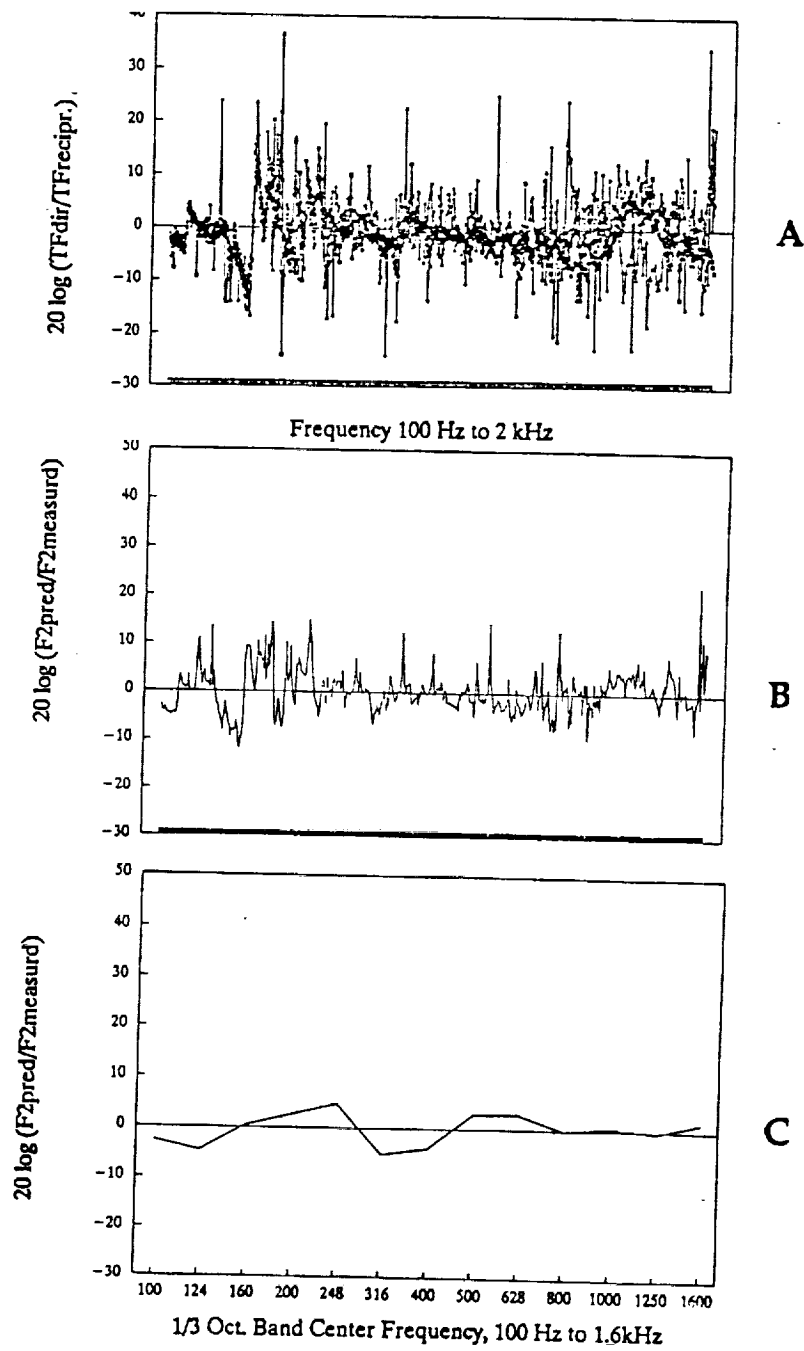 40
30
20
10
0
−10
−20
−30
20 log (TFdir/TFrecipr.)
A
Frequency 100 Hz to 2 kHz
50
40
30
20
10
0
−10
−20
−30
20 log (F2pred/F2measurd)
B
50
40
30
20
10
0
−10
−20
−30
20 log (F2pred/F2measurd)
C
100 124 160 200 248 316 400 500 628 800 1000 1250 1600
1/3 Oct. Band Center Frequency, 100 Hz to 1.6kHz